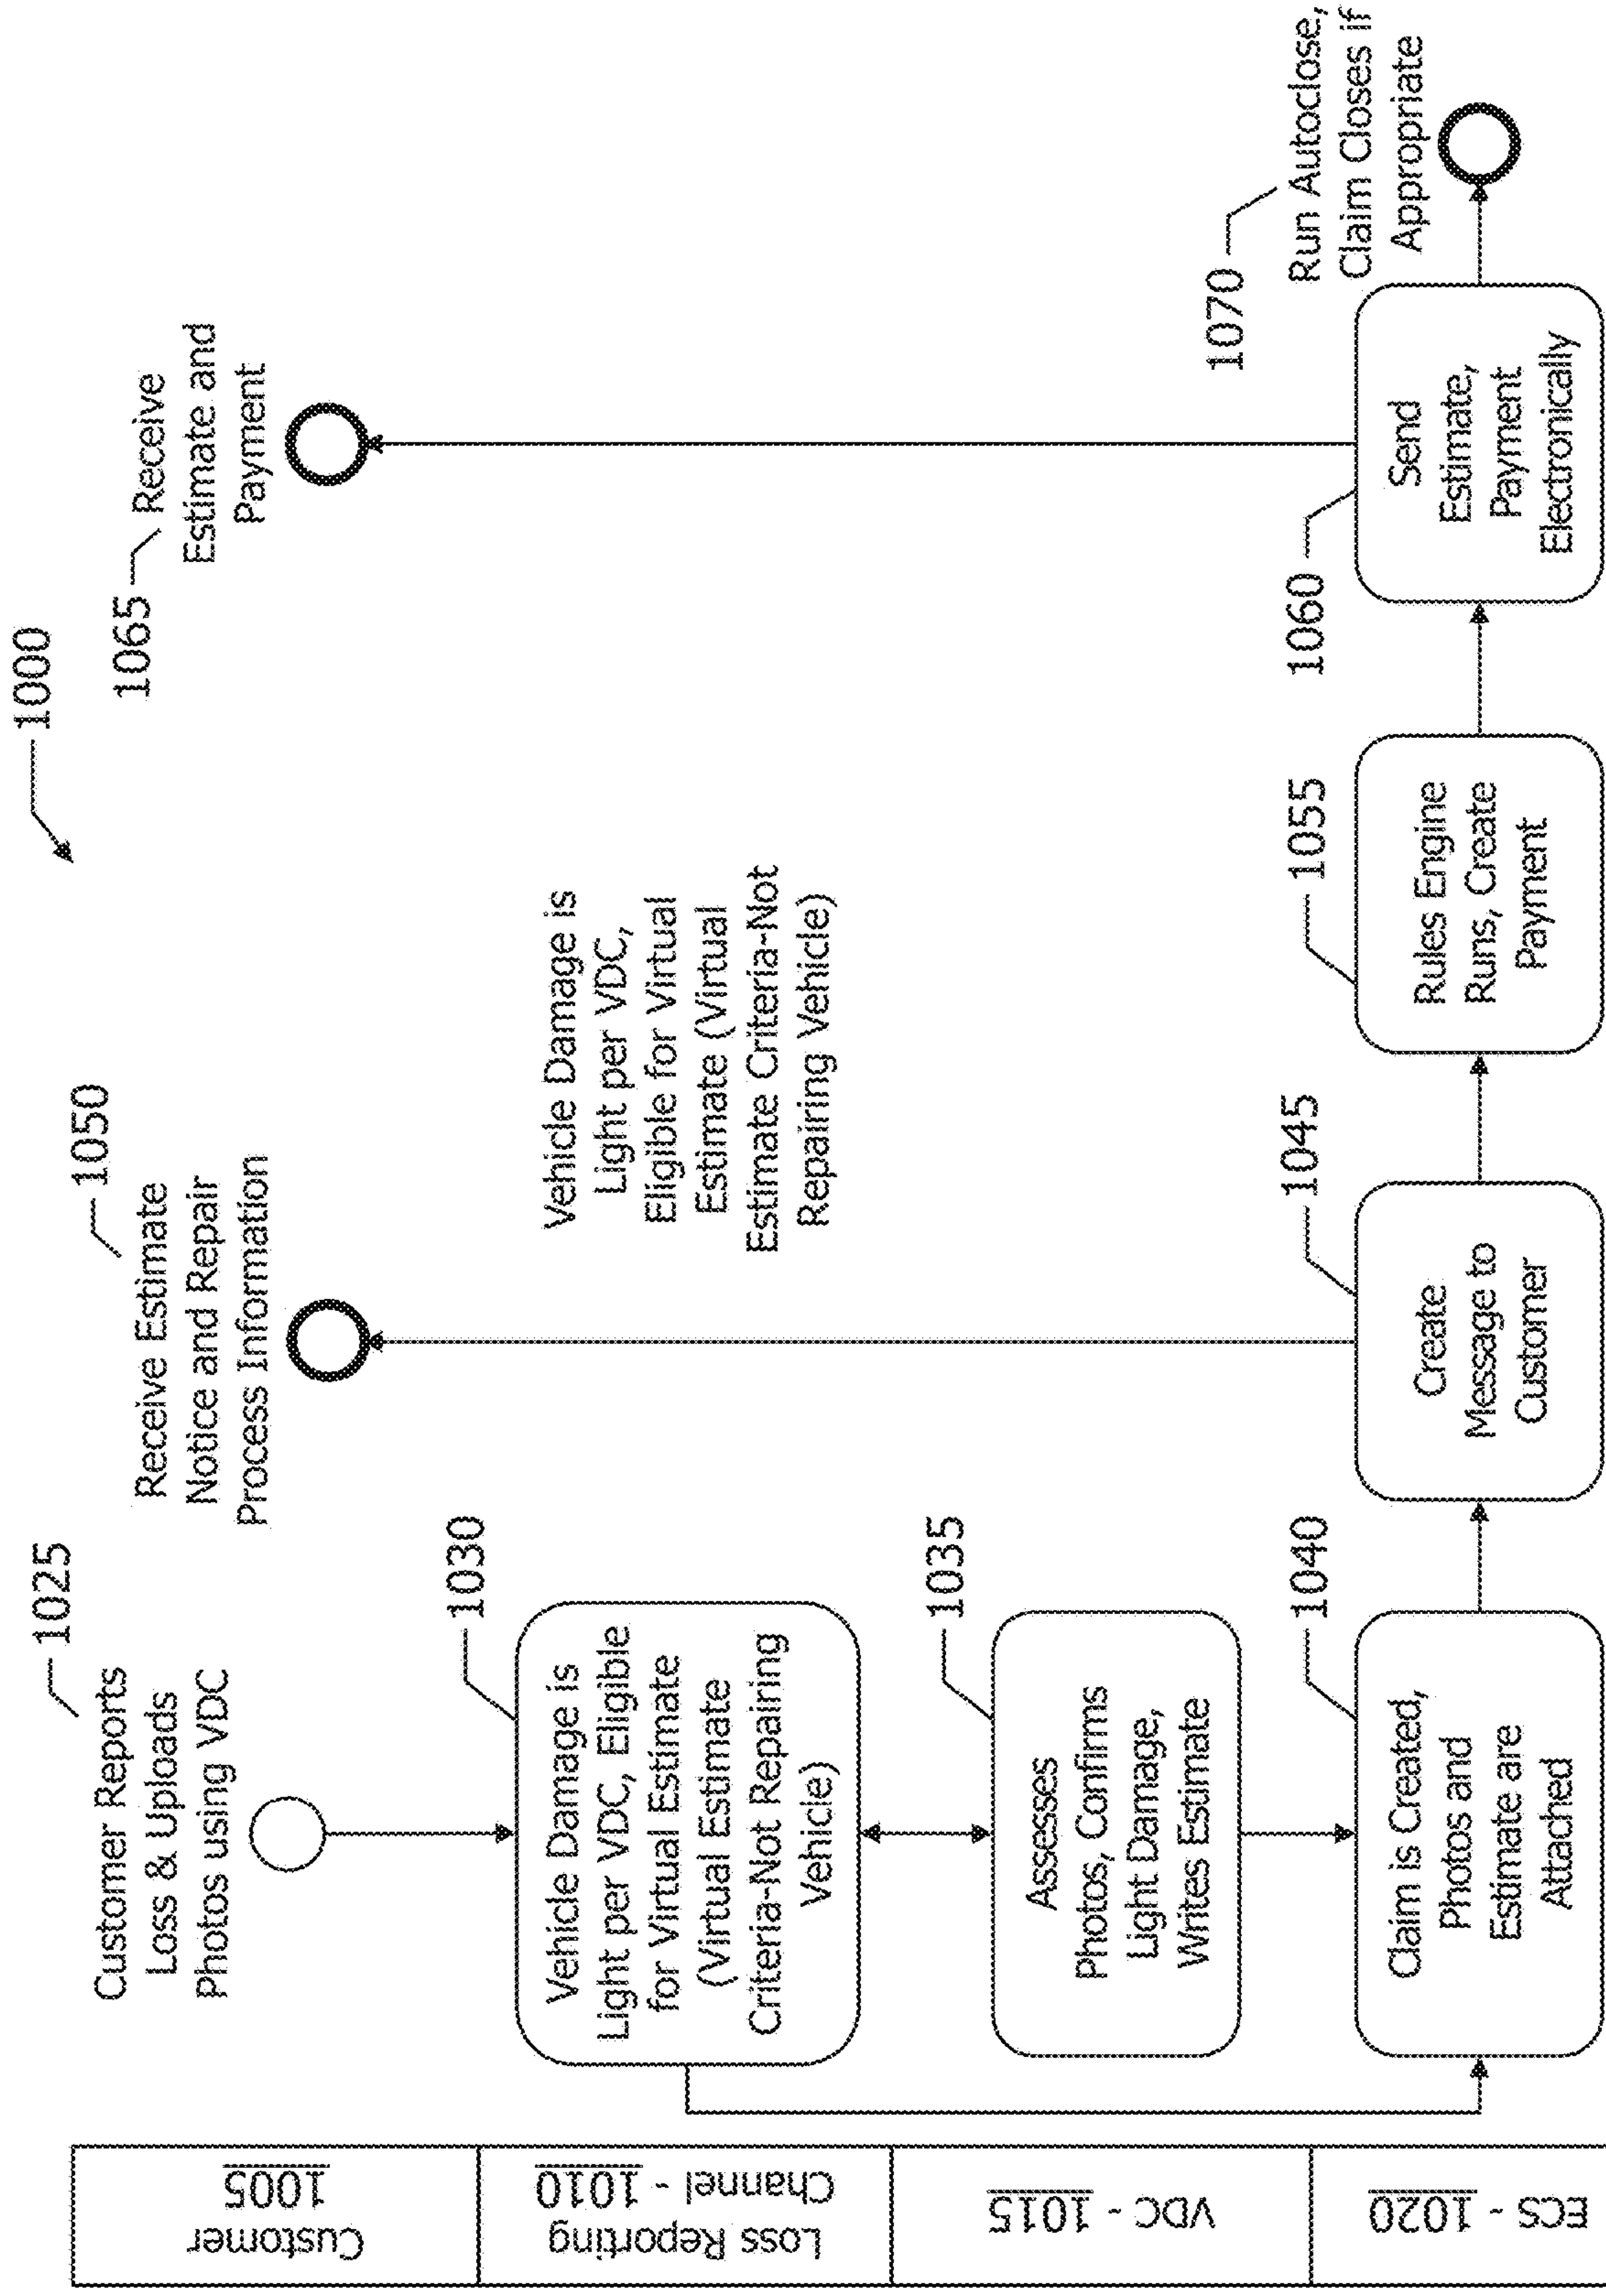 1000
1025
Customer Reports
Loss & Uploads
Photos using VDC
1050
Receive Estimate
Notice and Repair
Process Information
1065
Receive
Estimate and
Payment
Customer
1005
Loss Reporting
Channel - 1010
VDC - 1015
ECS - 1020
1030
Vehicle Damage is
Light per VDC, Eligible
for Virtual Estimate
(Virtual Estimate
Criteria-Not Repairing
Vehicle)
Vehicle Damage is
Light per VDC,
Eligible for Virtual
Estimate (Virtual
Estimate Criteria-Not
Repairing Vehicle)
1035
Assesses
Photos, Confirms
Light Damage,
Writes Estimate
1040
Claim is Created,
Photos and
Estimate are
Attached
1045
Create
Message to
Customer
1055
Rules Engine
Runs, Create
Payment
1060
Send
Estimate,
Payment
Electronically
1070
Run Autoclose,
Claim Closes if
Appropriate